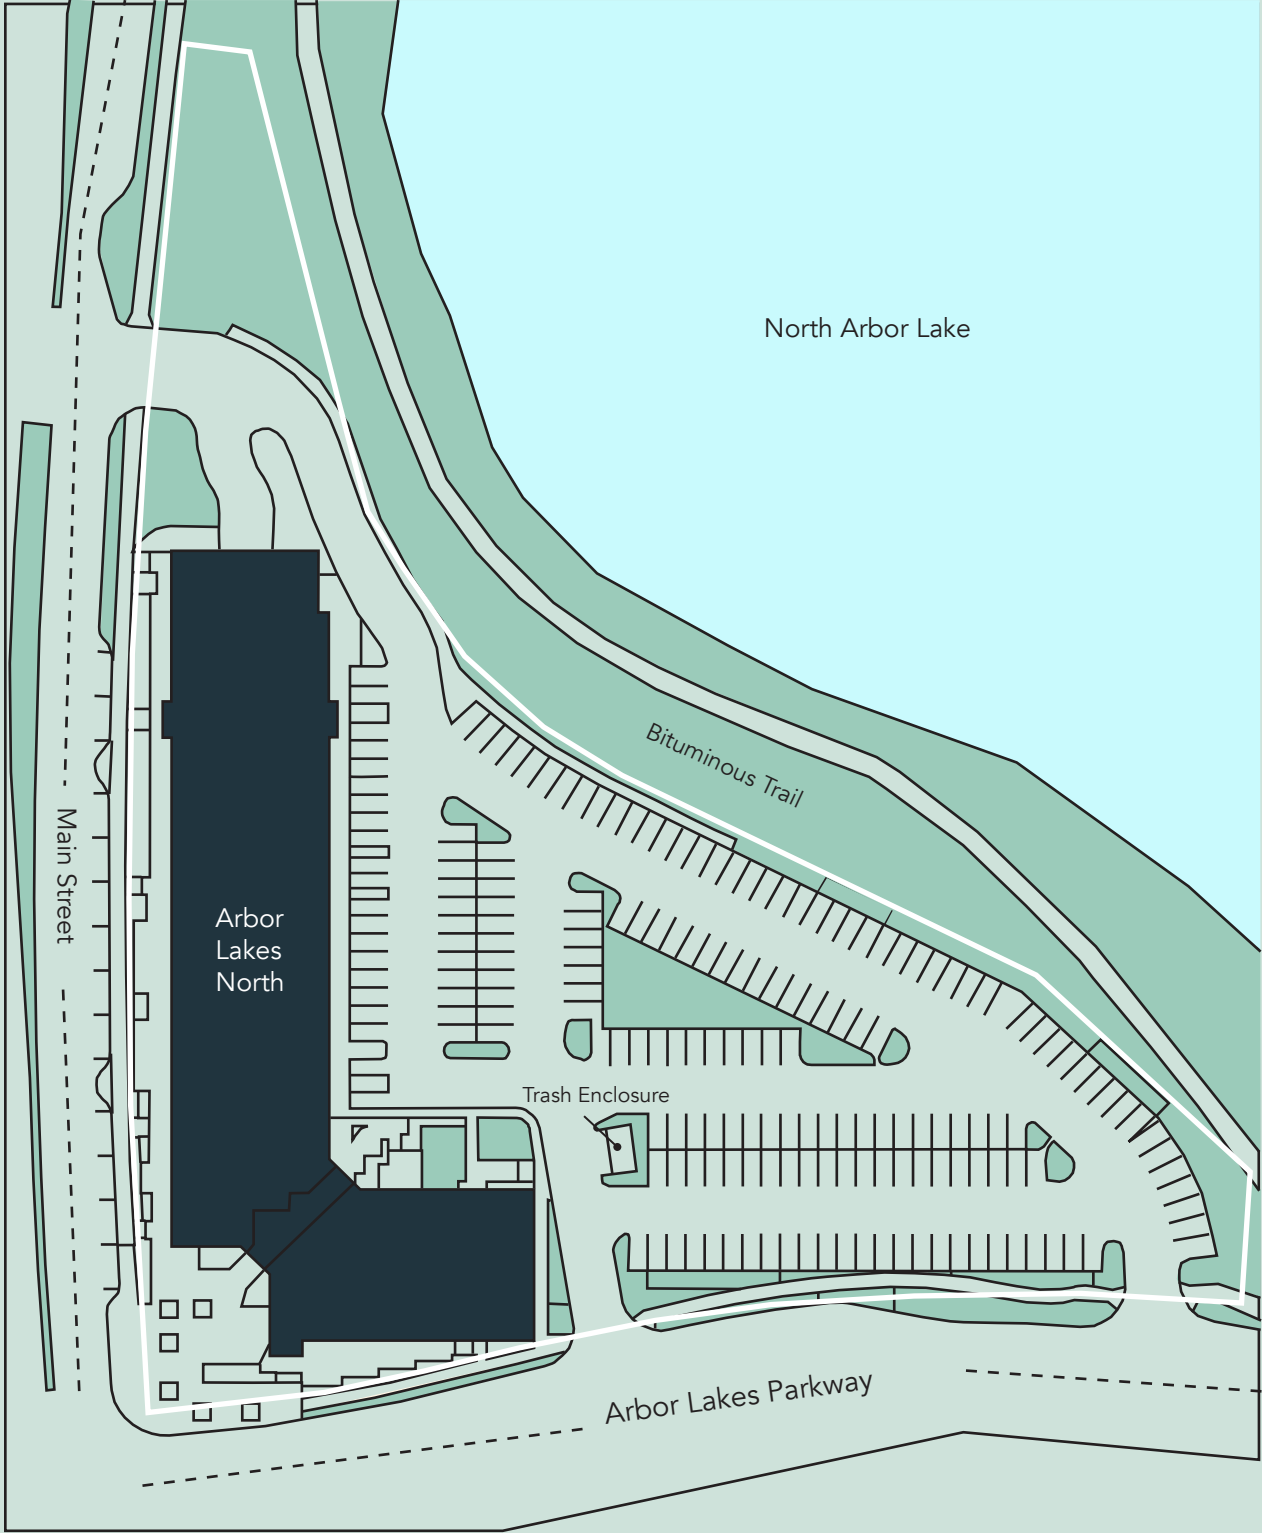 North Arbor Lake
Bituminous Trail
Main Street
Arbor
Lakes
North
Trash Enclosure
Arbor Lakes Parkway